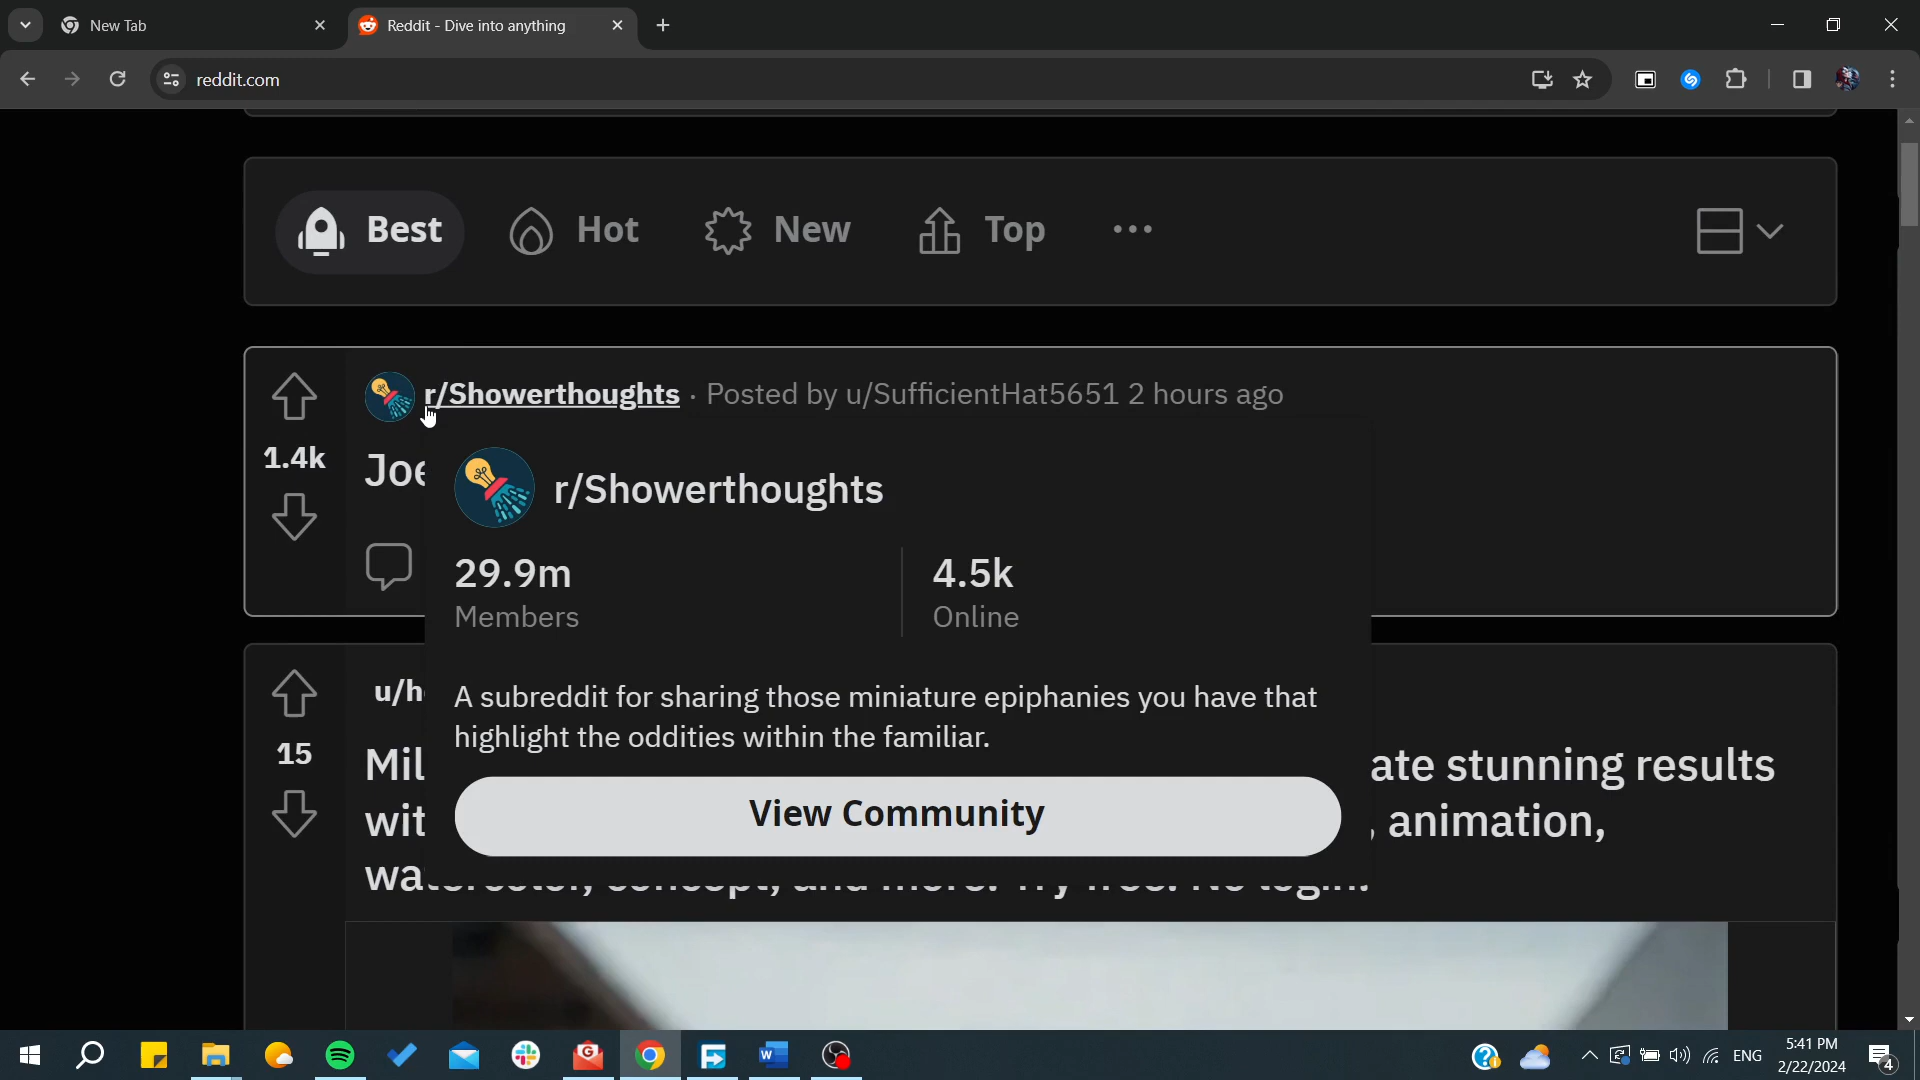 New Tab
Reddit - Dive into anything
reddit.com
Best Hot New Top
r/Showerthoughts · Posted by u/SufficientHat5651 2 hours ago
1.4k
Joe
r/Showerthoughts
29.9m 4.5k
Members Online
u/h
A subreddit for sharing those miniature epiphanies you have that
highlight the oddities within the familiar.
15
Mil ate stunning results
wit , animation,
View Community
ENG
5:41 PM
2/22/2024
4